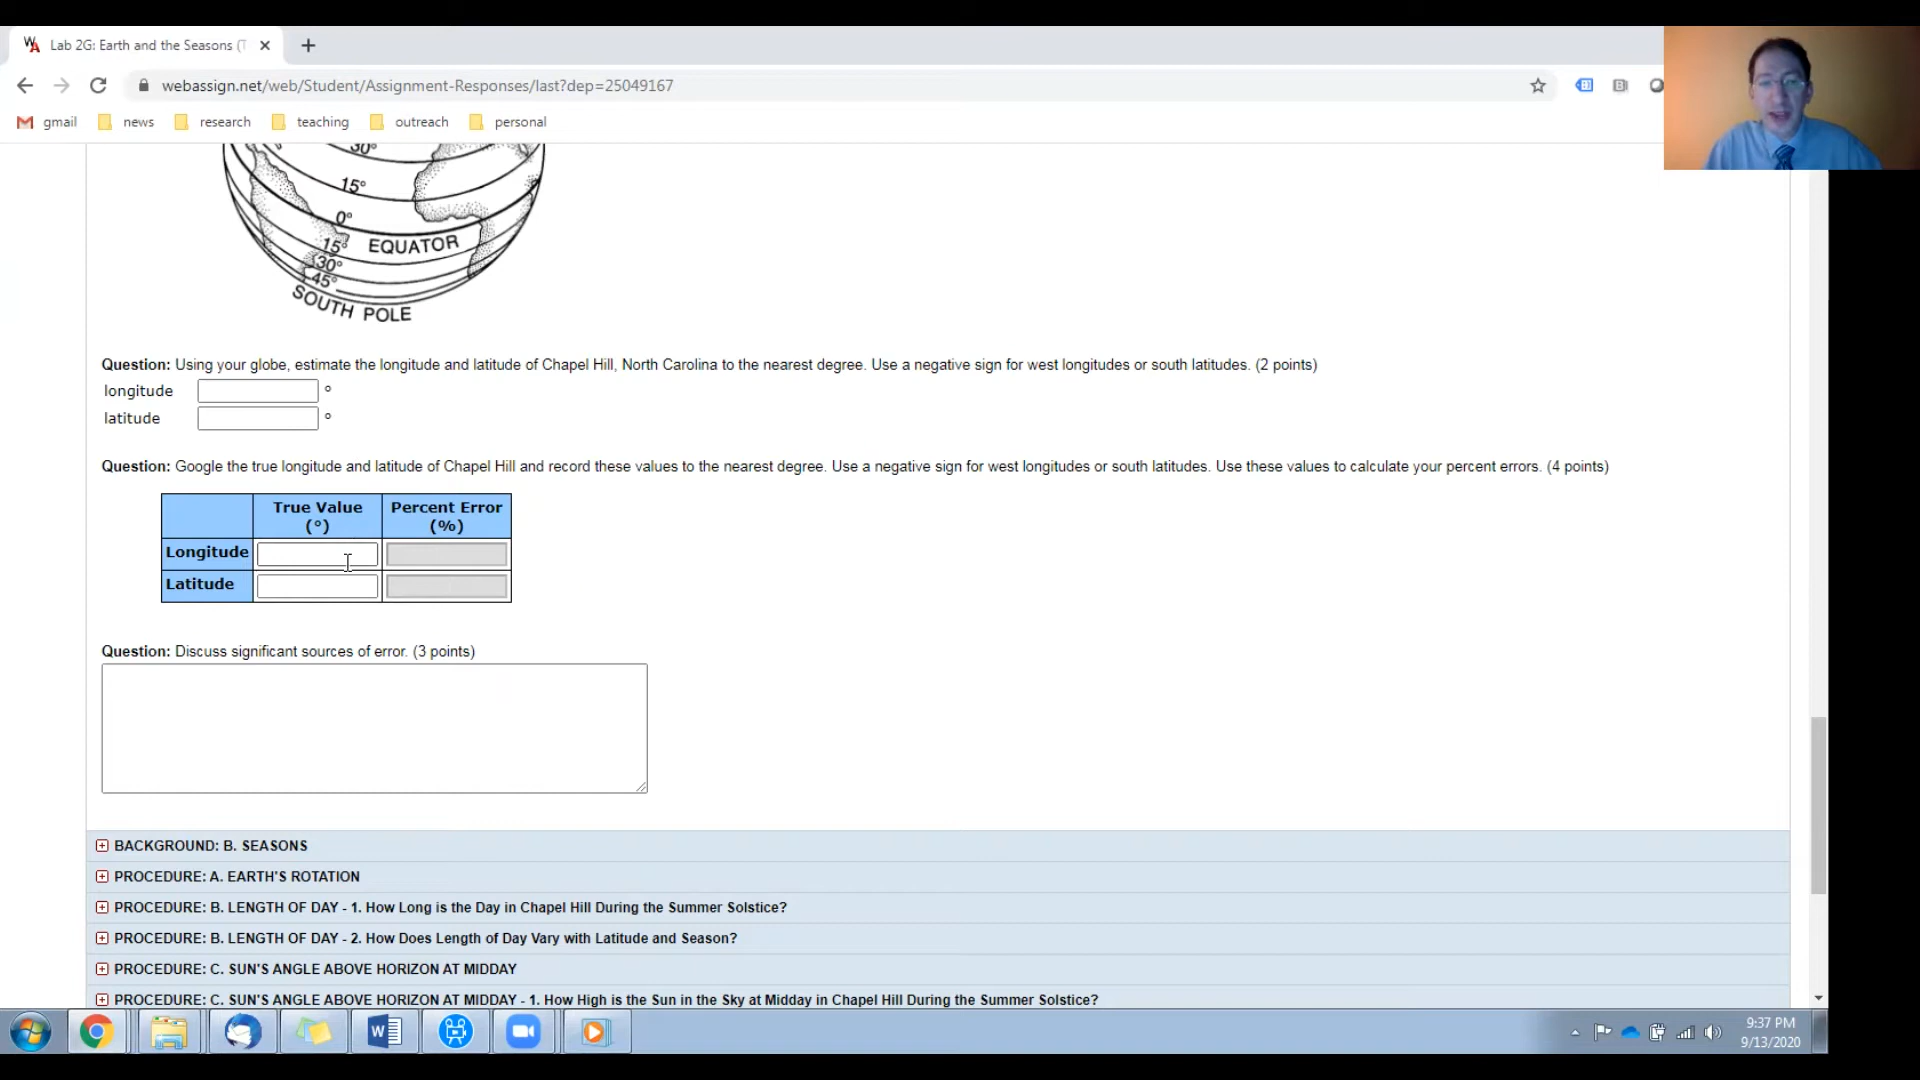 Lab 2G: Earth and the Seasons (T
webassign.net/web/Student/Assignment-Responses/last?dep=25049167
gmail news research teaching outreach personal
30°
15°
0°
EQUATOR
15°
30°
45°
SOUTH POLE
Question: Using your globe, estimate the longitude and latitude of Chapel Hill, North Carolina to the nearest degree. Use a negative sign for west longitudes or south latitudes. (2 points)
longitude °
latitude °
Question: Google the true longitude and latitude of Chapel Hill and record these values to the nearest degree. Use a negative sign for west longitudes or south latitudes. Use these values to calculate your percent errors. (4 points)
True Value Percent Error
(°) (%)
Longitude
Latitude
Question: Discuss significant sources of error. (3 points)
BACKGROUND: B. SEASONS
PROCEDURE: A. EARTH'S ROTATION
PROCEDURE: B. LENGTH OF DAY - 1. How Long is the Day in Chapel Hill During the Summer Solstice?
PROCEDURE: B. LENGTH OF DAY - 2. How Does Length of Day Vary with Latitude and Season?
PROCEDURE: C. SUN'S ANGLE ABOVE HORIZON AT MIDDAY
PROCEDURE: C. SUN'S ANGLE ABOVE HORIZON AT MIDDAY - 1. How High is the Sun in the Sky at Midday in Chapel Hill During the Summer Solstice?
9:37 PM
9/13/2020